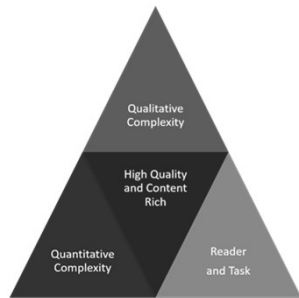 Qualitative
Complexity
High Quality
and Content
Rich
Quantitative
Complexity
Reader
and Task